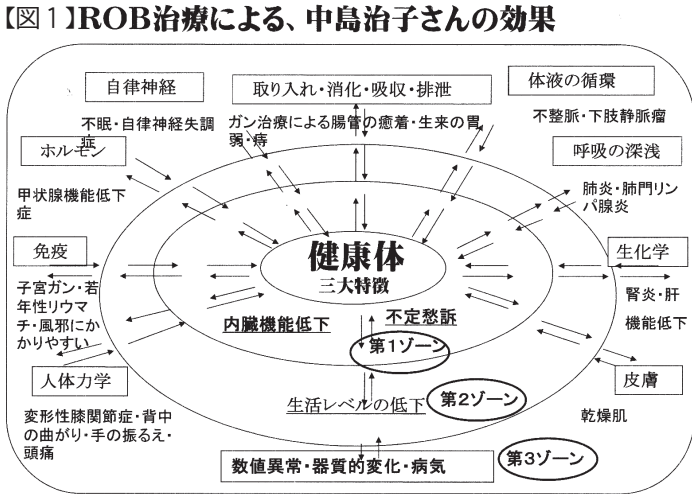 【図1】ROB治療による、中島治子さんの効果
自律神経
取り入れ・消化・吸収・排泄
体液の循環
不眠・自律神経失調
症
ガン治療による腸管の癒着・生来の胃
弱・痔
不整脈・下肢静脈瘤
ホルモン
呼吸の深浅
甲状腺機能低下
症
肺炎・肺門リン
パ腺炎
健康体
三大特徴
免疫
生化学
子宮ガン・若
年性リウマ
チ・風邪にか
かりやすい
腎炎・肝
機能低下
内臓機能低下
不定愁訴
第1ゾーン
人体力学
皮膚
生活レベルの低下
第2ゾーン
変形性膝関節症・背中
の曲がり・手の振るえ・
頭痛
乾燥肌
数値異常・器質的変化・病気
第3ゾーン